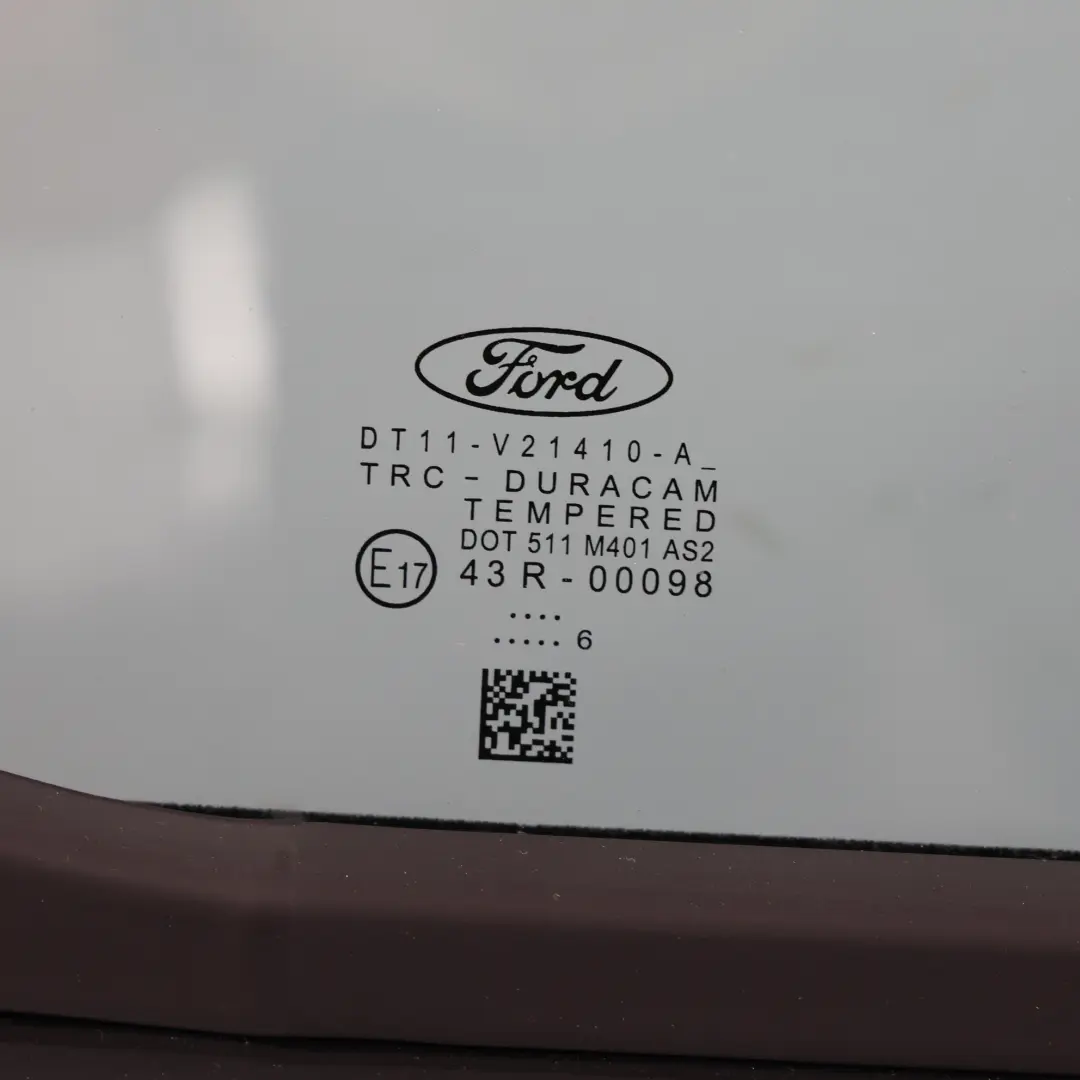 Ford
DT11-V21410-A_
TRC - DURACAM
TEMPERED
DOT 511 M401 AS2
E17 43R-00098
....
..... 6